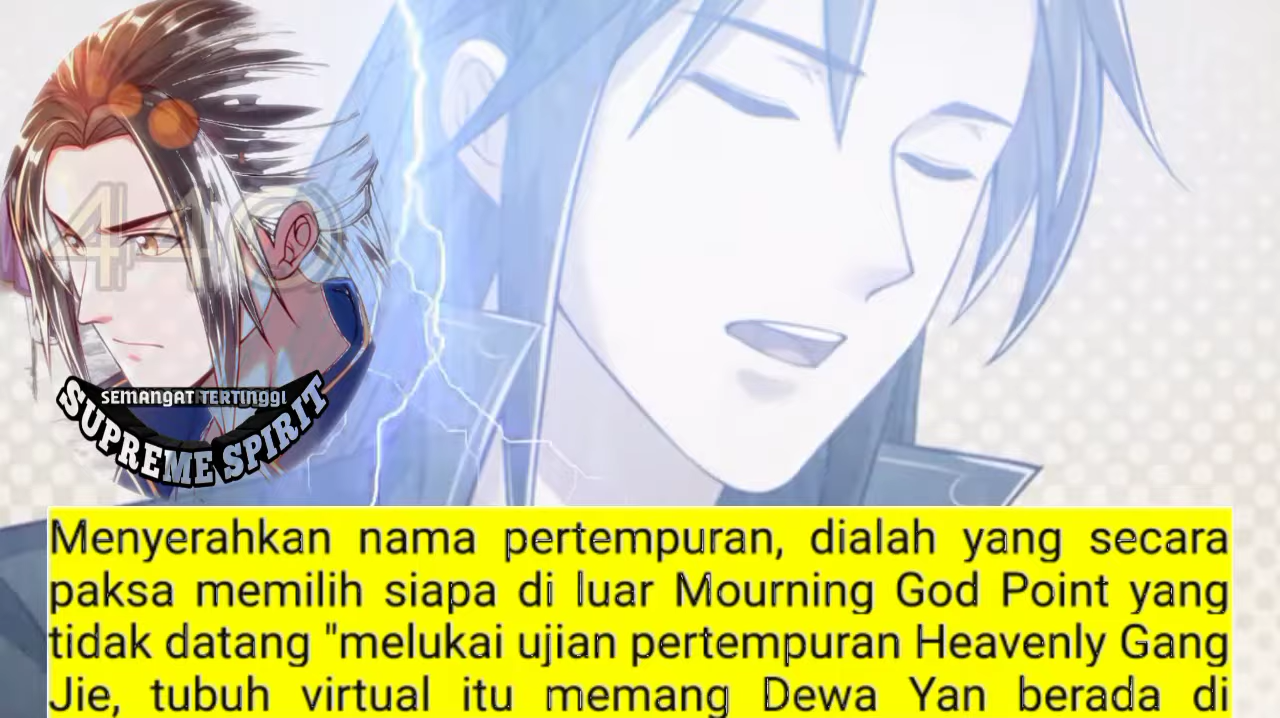 SEMANGAT TERTINGGI
SUPREME SPIRIT
Menyerahkan nama pertempuran, dialah yang secara
paksa memilih siapa di luar Mourning God Point yang
tidak datang "melukai ujian pertempuran Heavenly Gang
Jie, tubuh virtual itu memang Dewa Yan berada di